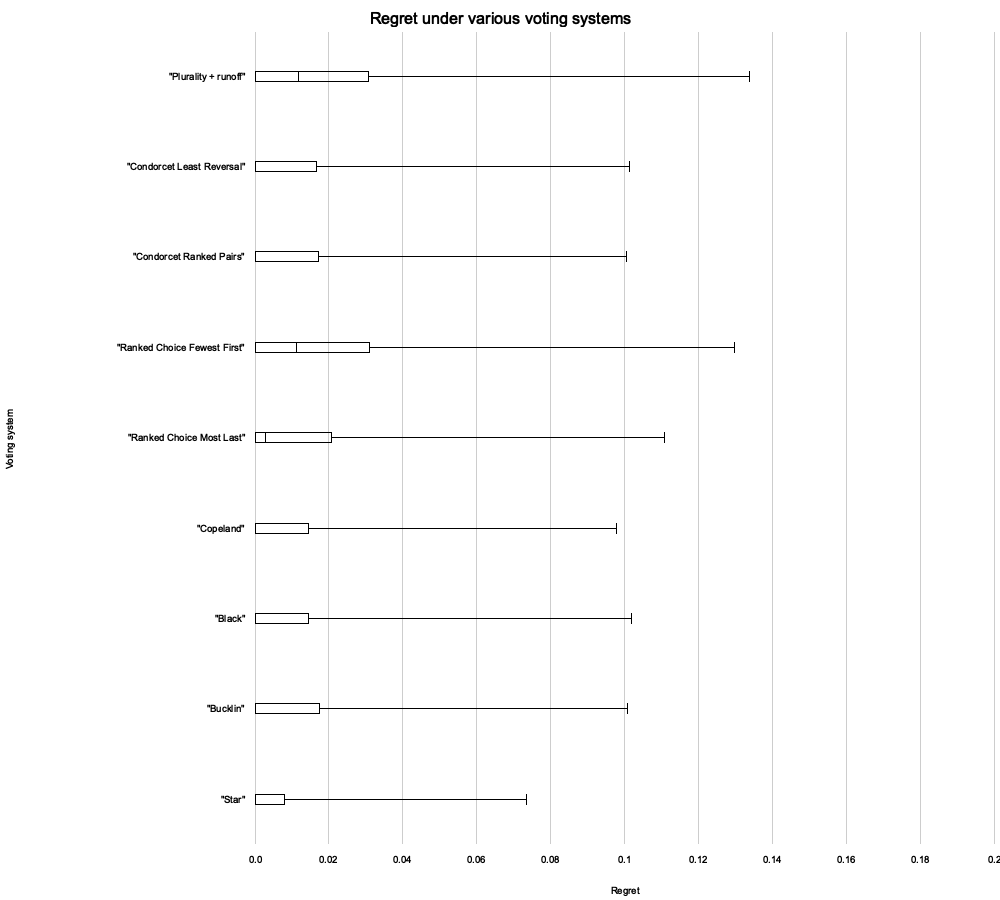 Regret under various voting systems
"Plurality + runoff"
"Condorcet Least Reversal"
"Condorcet Ranked Pairs"
"Ranked Choice Fewest First"
"Ranked Choice Most Last"
"Copeland"
"Black"
"Bucklin"
"Star"
Voting system
0.0 0.02 0.04 0.06 0.08 0.1 0.12 0.14 0.16 0.18 0.2
Regret